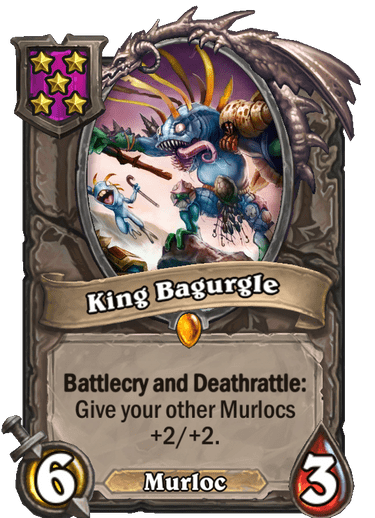 King Bagurgle
Battlecry and Deathrattle:
Give your other Murlocs
+2/+2.
6
Murloc
3